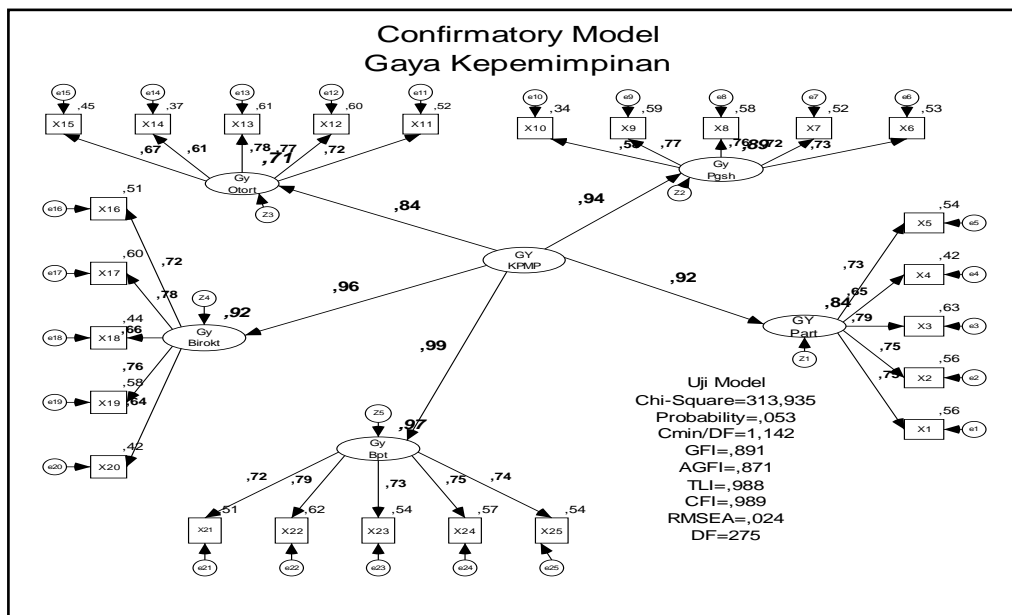 Confirmatory Model
Gaya Kepemimpinan
e15
e14
e13
e12
e11
,45
,37
,61
,60
,52
X15
X14
X13
X12
X11
,67
,61
,78
,77
,72
,71
Gy
Otort
Z3
e10
e9
e8
e7
e6
,34
,59
,58
,52
,53
X10
X9
X8
X7
X6
,77
,76
,89
,72
,73
Gy
Pgsh
Z2
,84
,94
GY
KPMP
,96
,92
,99
e16
,51
X16
e17
,60
X17
e18
,44
X18
e19
,58
X19
e20
,42
X20
,72
,78
,66
,76
,64
Z4
,92
Gy
Birokt
,54
X5
e5
,42
X4
e4
,63
X3
e3
,56
X2
e2
,56
X1
e1
,73
,65
,79
,75
,84
GY
Part
Z1
Z5
,97
Gy
Bpt
,72
,79
,73
,75
,74
,51
,62
,54
,57
,54
X21
X22
X23
X24
X25
e21
e22
e23
e24
e25
Uji Model
Chi-Square=313,935
Probability=,053
Cmin/DF=1,142
GFI=,891
AGFI=,871
TLI=,988
CFI=,989
RMSEA=,024
DF=275